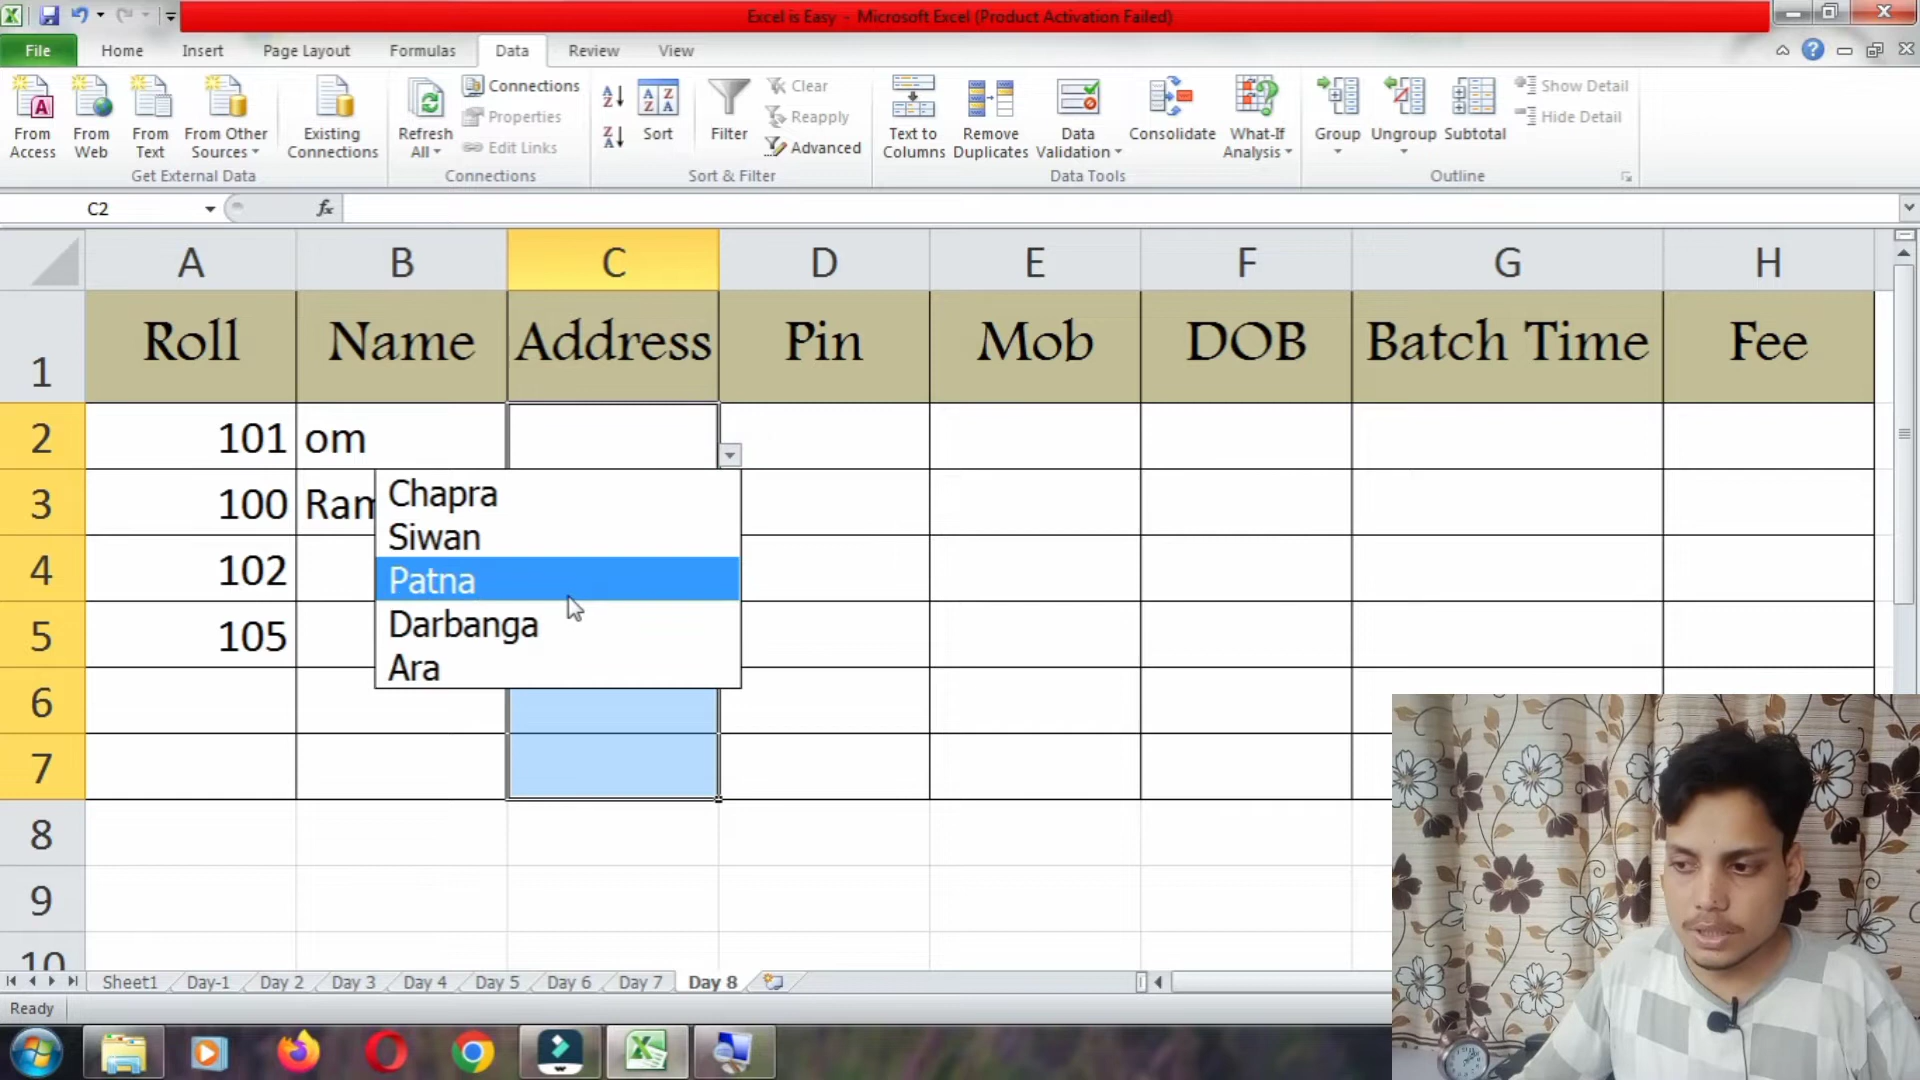 Excel is Easy - Microsoft Excel (Product Activation Failed)
File Home Insert Page Layout Formulas Data Review View
From Access
From Web
From Text
From Other Sources
Existing Connections
Get External Data
Refresh All
Connections
Properties
Edit Links
Connections
Sort
Filter
Clear
Reapply
Advanced
Sort & Filter
Text to Columns
Remove Duplicates
Data Validation
Consolidate
What-If Analysis
Data Tools
Group
Ungroup
Subtotal
Show Detail
Hide Detail
Outline
C2 fx
A B C D E F G H
1 Roll Name Address Pin Mob DOB Batch Time Fee
2 101 om
3 100 Ram
4 102
5 105
6
7
8
9
10
Chapra
Siwan
Patna
Darbanga
Ara
Sheet1 Day-1 Day 2 Day 3 Day 4 Day 5 Day 6 Day 7 Day 8
Ready